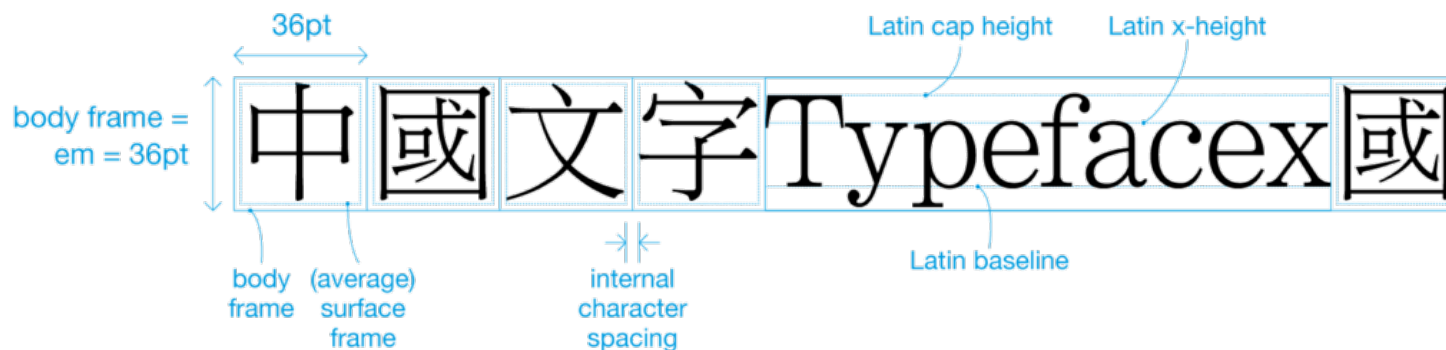 36pt
Latin cap height
Latin x-height
body frame =
em = 36pt
中國文字Typefacex國
body
frame
(average)
surface
frame
internal
character
spacing
Latin baseline